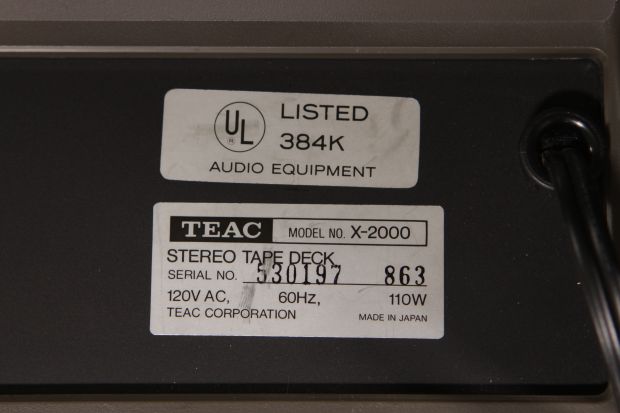 UL
®
LISTED
384K
AUDIO EQUIPMENT
TEAC MODEL NO. X-2000
STEREO TAPE DECK
SERIAL NO. 530197 863
120V AC, 60Hz, 110W
TEAC CORPORATION MADE IN JAPAN